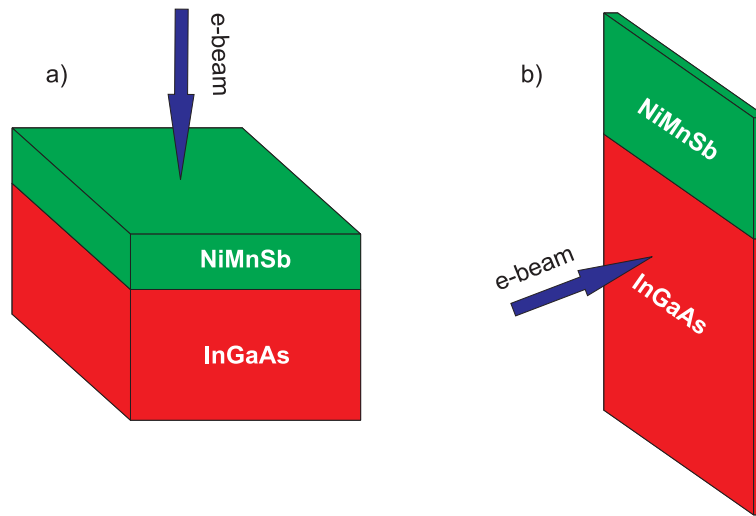 a)
e-beam
NiMnSb
InGaAs
b)
NiMnSb
e-beam
InGaAs